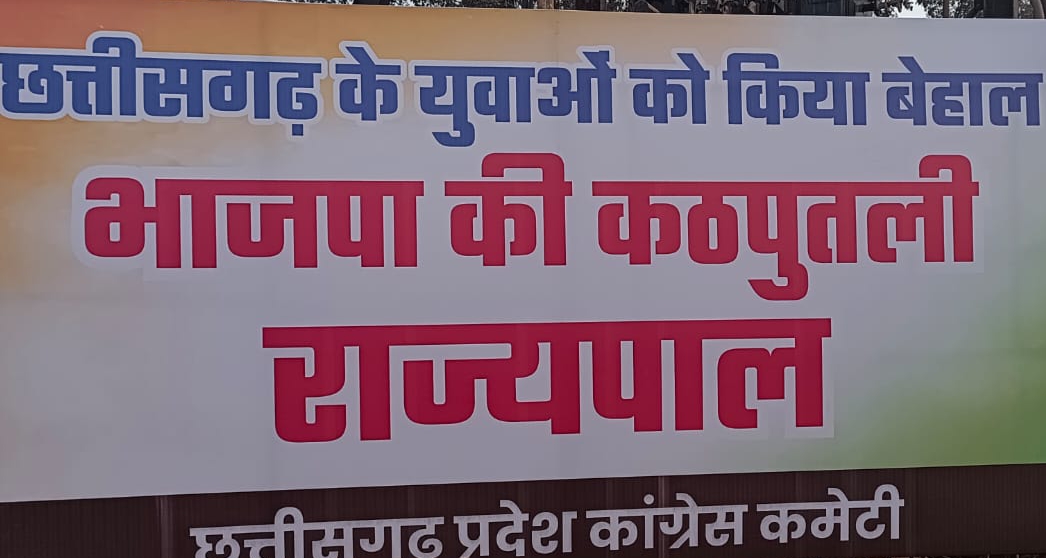 छत्तीसगढ़ के युवाओं को किया बेहाल
भाजपा की कठपुतली
राज्यपाल
छत्तीसगढ़ प्रदेश कांग्रेस कमेटी